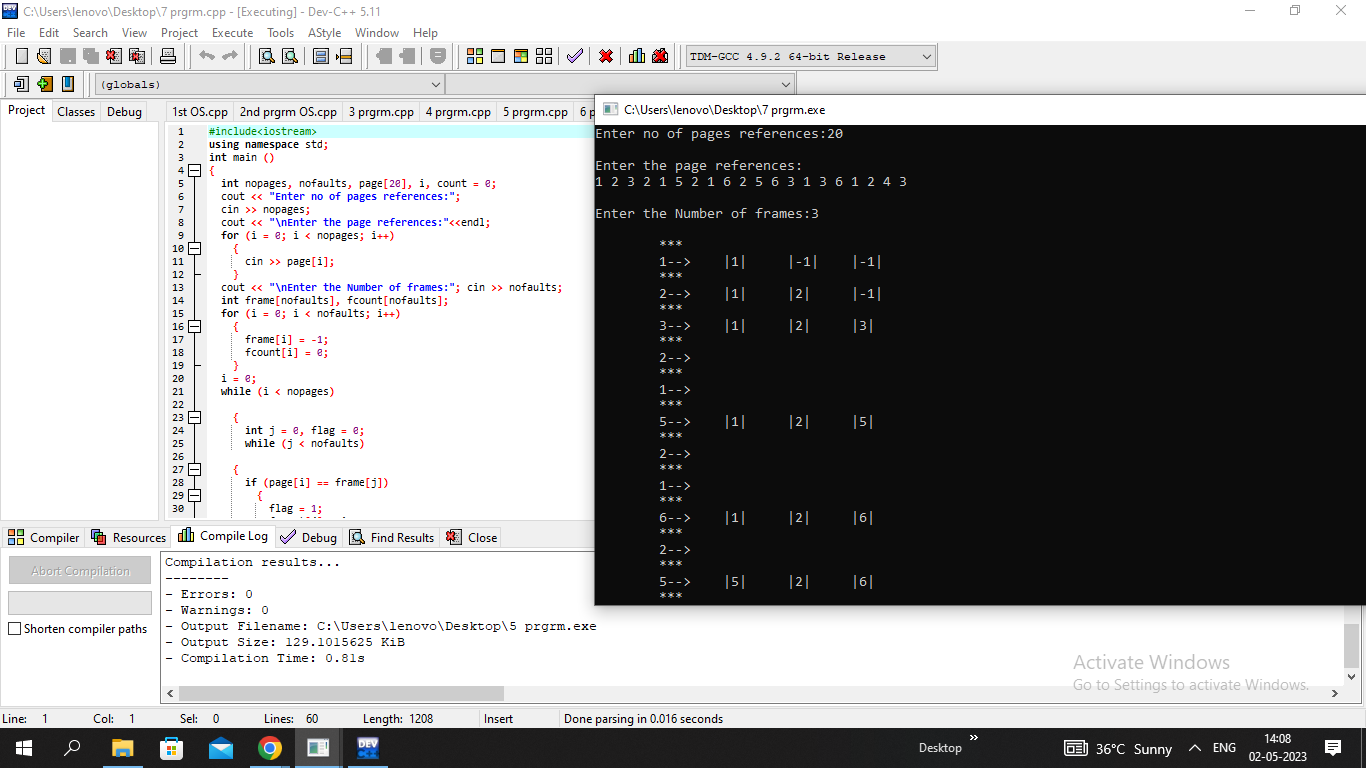 C:\Users\lenovo\Desktop\7 prgrm.cpp - [Executing] - Dev-C++ 5.11
File Edit Search View Project Execute Tools AStyle Window Help
TDM-GCC 4.9.2 64-bit Release
(globals)
Project Classes Debug
1st OS.cpp 2nd prgrm OS.cpp 3 prgrm.cpp 4 prgrm.cpp 5 prgrm.cpp 6 p
1 #include<iostream>
2 using namespace std;
3 int main ()
4 {
5 int nopages, nofaults, page[20], i, count = 0;
6 cout << "Enter no of pages references:";
7 cin >> nopages;
8 cout << "\nEnter the page references:"<<endl;
9 for (i = 0; i < nopages; i++)
10 {
11 cin >> page[i];
12 }
13 cout << "\nEnter the Number of frames:"; cin >> nofaults;
14 int frame[nofaults], fcount[nofaults];
15 for (i = 0; i < nofaults; i++)
16 {
17 frame[i] = -1;
18 fcount[i] = 0;
19 }
20 i = 0;
21 while (i < nopages)
22
23 {
24 int j = 0, flag = 0;
25 while (j < nofaults)
26
27 {
28 if (page[i] == frame[j])
29 {
30 flag = 1;
C:\Users\lenovo\Desktop\7 prgrm.exe
Enter no of pages references:20
Enter the page references:
1 2 3 2 1 5 2 1 6 2 5 6 3 1 3 6 1 2 4 3
Enter the Number of frames:3
***
1--> |1| |-1| |-1|
***
2--> |1| |2| |-1|
***
3--> |1| |2| |3|
***
2-->
***
1-->
***
5--> |1| |2| |5|
***
2-->
***
1-->
***
6--> |1| |2| |6|
***
2-->
***
5--> |5| |2| |6|
***
Compiler Resources Compile Log Debug Find Results Close
Abort Compilation
Shorten compiler paths
Compilation results...
--------
- Errors: 0
- Warnings: 0
- Output Filename: C:\Users\lenovo\Desktop\5 prgrm.exe
- Output Size: 129.1015625 KiB
- Compilation Time: 0.81s
Activate Windows
Go to Settings to activate Windows.
Line: 1 Col: 1 Sel: 0 Lines: 60 Length: 1208 Insert Done parsing in 0.016 seconds
DEV
Desktop
36°C Sunny
ENG
14:08
02-05-2023